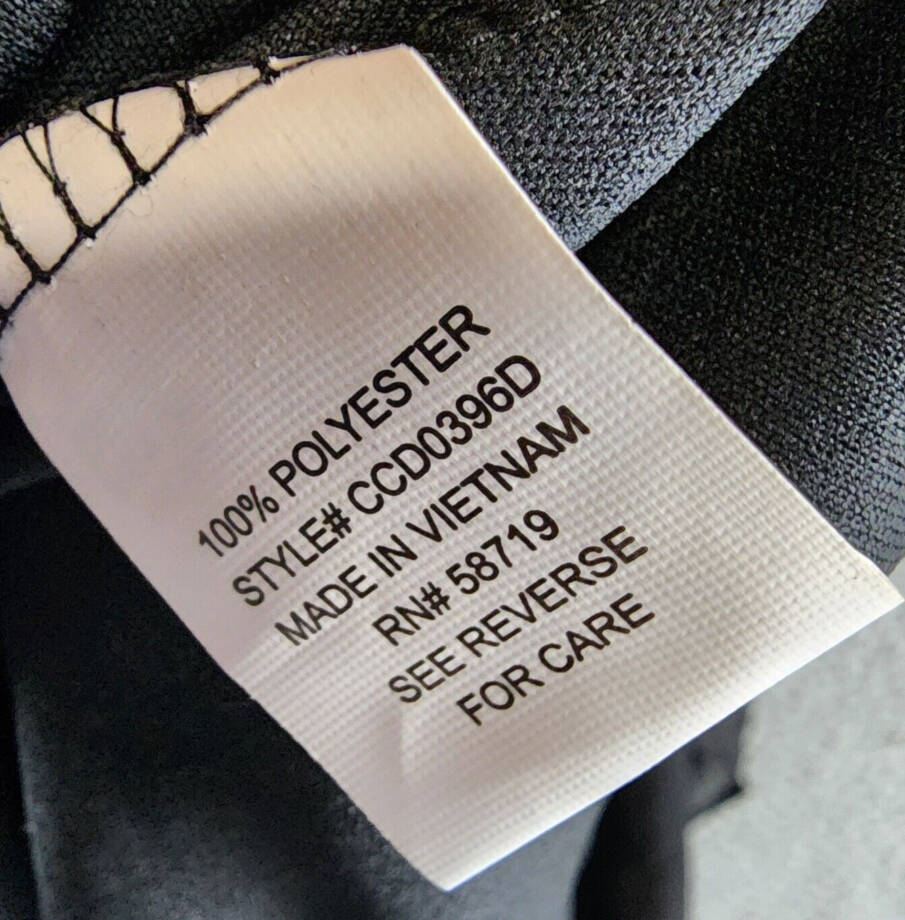 100% POLYESTER
STYLE# CCD0396D
MADE IN VIETNAM
RN# 58719
SEE REVERSE
FOR CARE